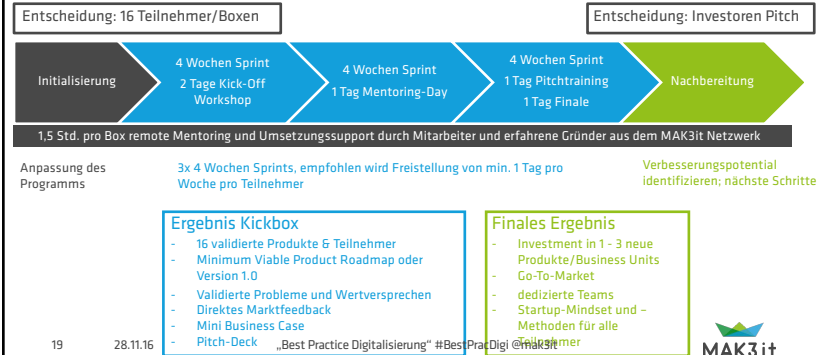 Entscheidung: 16 Teilnehmer/Boxen
Entscheidung: Investoren Pitch
Initialisierung
4 Wochen Sprint
2 Tage Kick-Off
Workshop
4 Wochen Sprint
1 Tag Mentoring-Day
4 Wochen Sprint
1 Tag Pitchtraining
1 Tag Finale
Nachbereitung
1,5 Std. pro Box remote Mentoring und Umsetzungssupport durch Mitarbeiter und erfahrene Gründer aus dem MAK3it Netzwerk
Anpassung des
Programms
3x 4 Wochen Sprints, empfohlen wird Freistellung von min. 1 Tag pro
Woche pro Teilnehmer
Verbesserungspotential
identifizieren; nächste Schritte
Ergebnis Kickbox
- 16 validierte Produkte & Teilnehmer
- Minimum Viable Product Roadmap oder
Version 1.0
- Validierte Probleme und Wertversprechen
- Direktes Marktfeedback
- Mini Business Case
- Pitch-Deck
Finales Ergebnis
- Investment in 1 - 3 neue
Produkte/Business Units
- Go-To-Market
- dedizierte Teams
- Startup-Mindset und –
Methoden für alle
Teilnehmer
19 28.11.16 „Best Practice Digitalisierung“ #BestPracDigi @mak3it
MAK3it